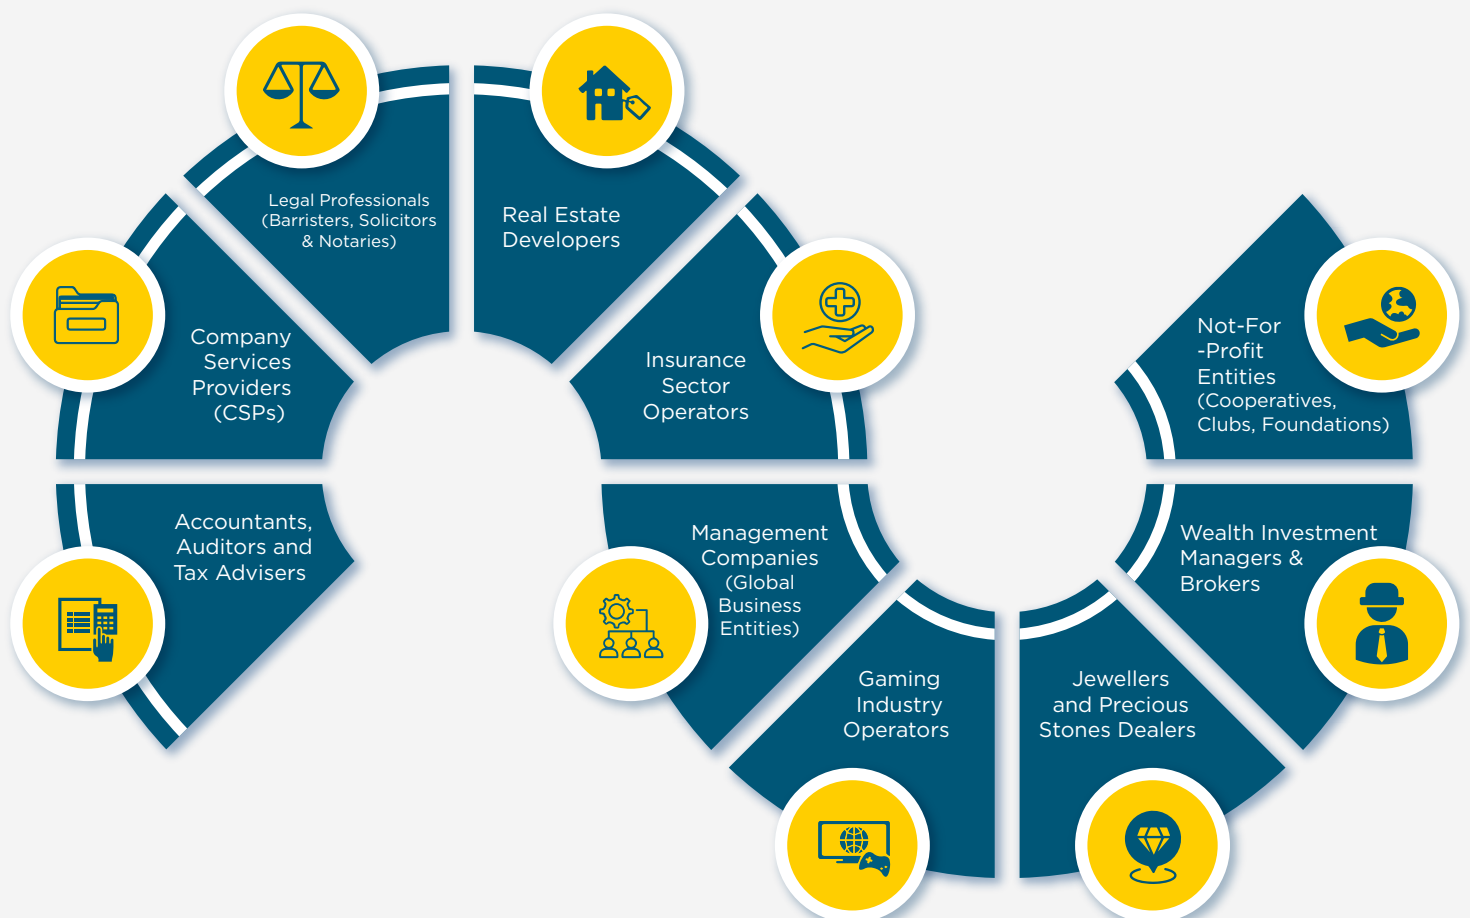 Legal Professionals
(Barristers, Solicitors
& Notaries)
Real Estate
Developers
Company
Services
Providers
(CSPs)
Insurance
Sector
Operators
Not-For
-Profit
Entities
(Cooperatives,
Clubs, Foundations)
Accountants,
Auditors and
Tax Advisers
Management
Companies
(Global
Business
Entities)
Wealth Investment
Managers &
Brokers
Gaming
Industry
Operators
Jewellers
and Precious
Stones Dealers